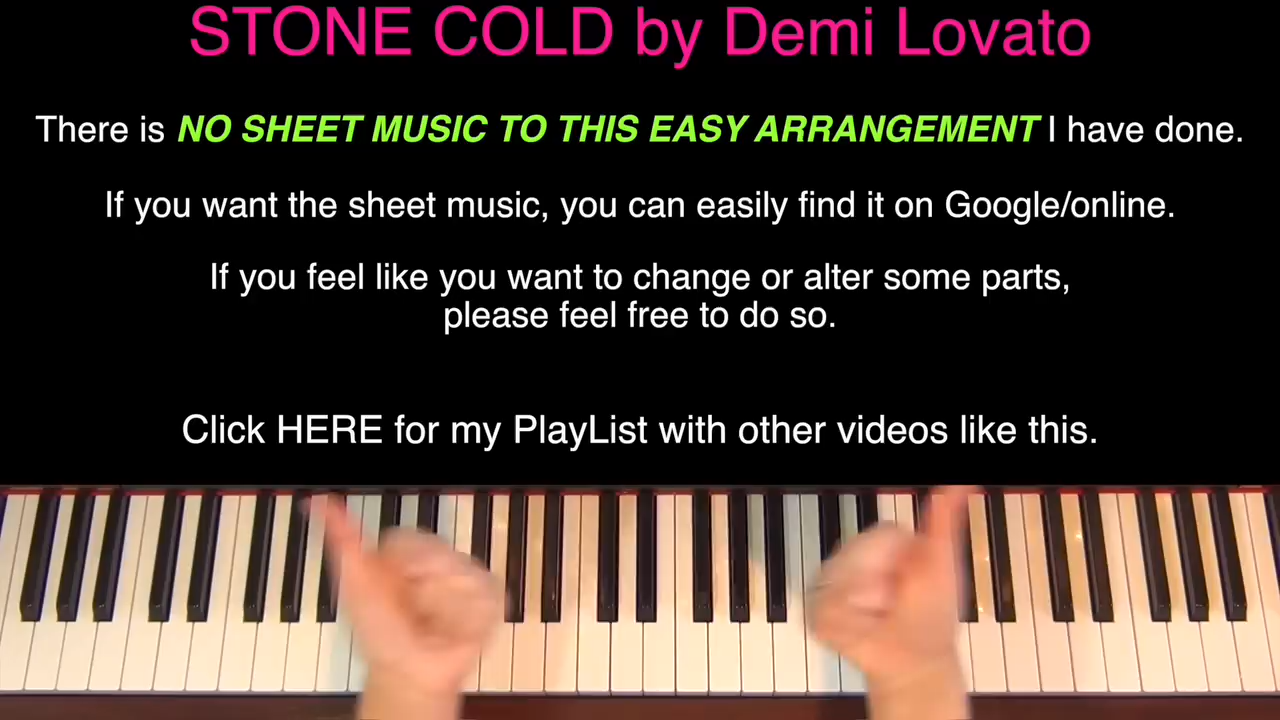 STONE COLD by Demi Lovato
There is NO SHEET MUSIC TO THIS EASY ARRANGEMENT I have done.
If you want the sheet music, you can easily find it on Google/online.
If you feel like you want to change or alter some parts,
please feel free to do so.
Click HERE for my PlayList with other videos like this.